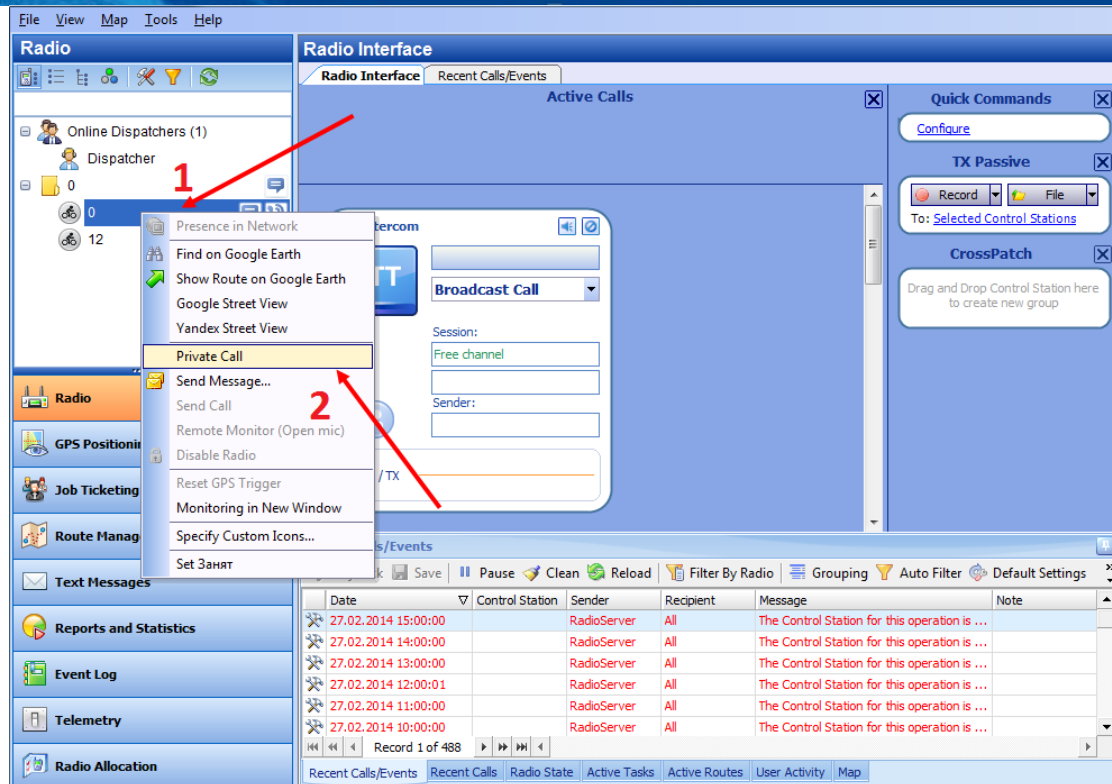 File View Map Tools Help
Radio
Radio Interface
Radio Interface Recent Calls/Events
Active Calls
Quick Commands
Configure
Online Dispatchers (1)
Dispatcher
TX Passive
1
0
0
12
Record File
To: Selected Control Stations
CrossPatch
Drag and Drop Control Station here
to create new group
Presence in Network
Find on Google Earth
Show Route on Google Earth
Google Street View
Yandex Street View
Private Call
Send Message...
Send Call
Remote Monitor (Open mic)
Disable Radio
Reset GPS Trigger
Monitoring in New Window
Specify Custom Icons...
Set Занят
2
Broadcast Call
Session:
Free channel
Sender:
/ TX
Radio
GPS
Job Ticketing
Route
Text Messages
Reports and Statistics
Event Log
Telemetry
Radio Allocation
/Events
Save Pause Clean Reload Filter By Radio Grouping Auto Filter Default Settings
Date Control Station Sender Recipient Message Note
27.02.2014 15:00:00 RadioServer All The Control Station for this operation is ...
27.02.2014 14:00:00 RadioServer All The Control Station for this operation is ...
27.02.2014 13:00:00 RadioServer All The Control Station for this operation is ...
27.02.2014 12:00:01 RadioServer All The Control Station for this operation is ...
27.02.2014 11:00:00 RadioServer All The Control Station for this operation is ...
27.02.2014 10:00:00 RadioServer All The Control Station for this operation is ...
Record 1 of 488
Recent Calls/Events Recent Calls Radio State Active Tasks Active Routes User Activity Map